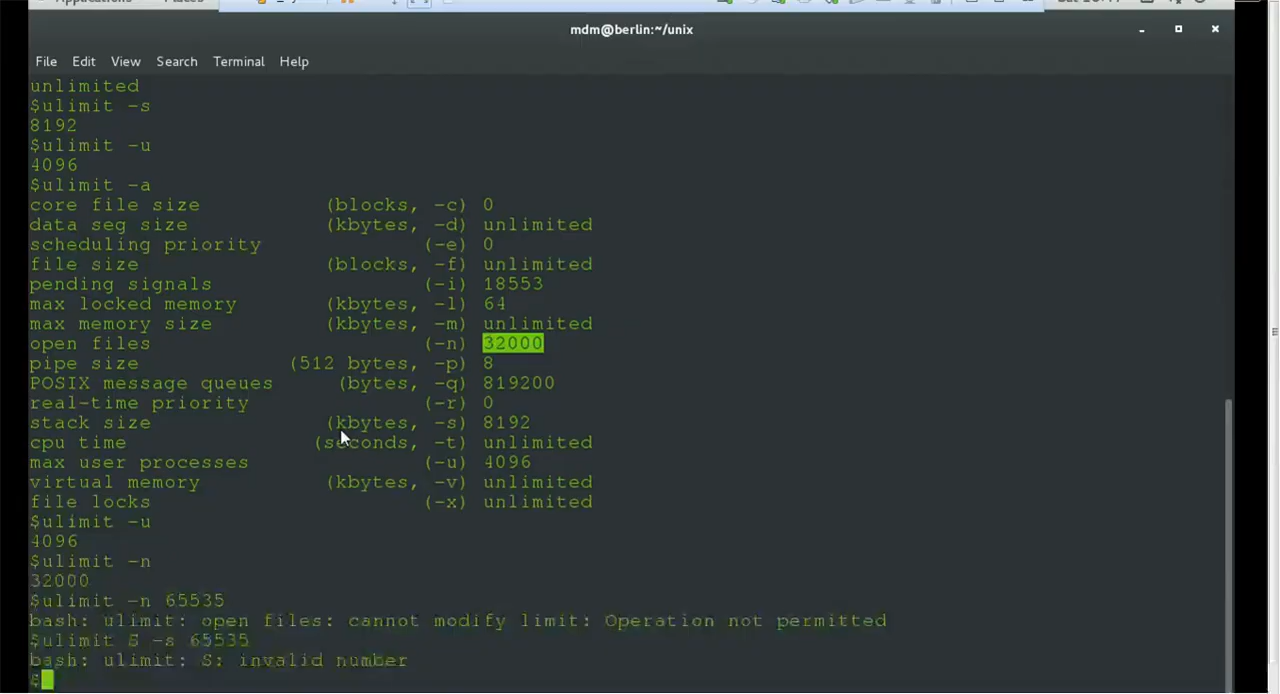 Applications Places
mdm@berlin:~/unix
File Edit View Search Terminal Help
unlimited
$ulimit -s
8192
$ulimit -u
4096
$ulimit -a
core file size (blocks, -c) 0
data seg size (kbytes, -d) unlimited
scheduling priority (-e) 0
file size (blocks, -f) unlimited
pending signals (-i) 18553
max locked memory (kbytes, -l) 64
max memory size (kbytes, -m) unlimited
open files (-n) 32000
pipe size (512 bytes, -p) 8
POSIX message queues (bytes, -q) 819200
real-time priority (-r) 0
stack size (kbytes, -s) 8192
cpu time (seconds, -t) unlimited
max user processes (-u) 4096
virtual memory (kbytes, -v) unlimited
file locks (-x) unlimited
$ulimit -u
4096
$ulimit -n
32000
$ulimit -n 65535
bash: ulimit: open files: cannot modify limit: Operation not permitted
$ulimit S -s 65535
bash: ulimit: S: invalid number
$